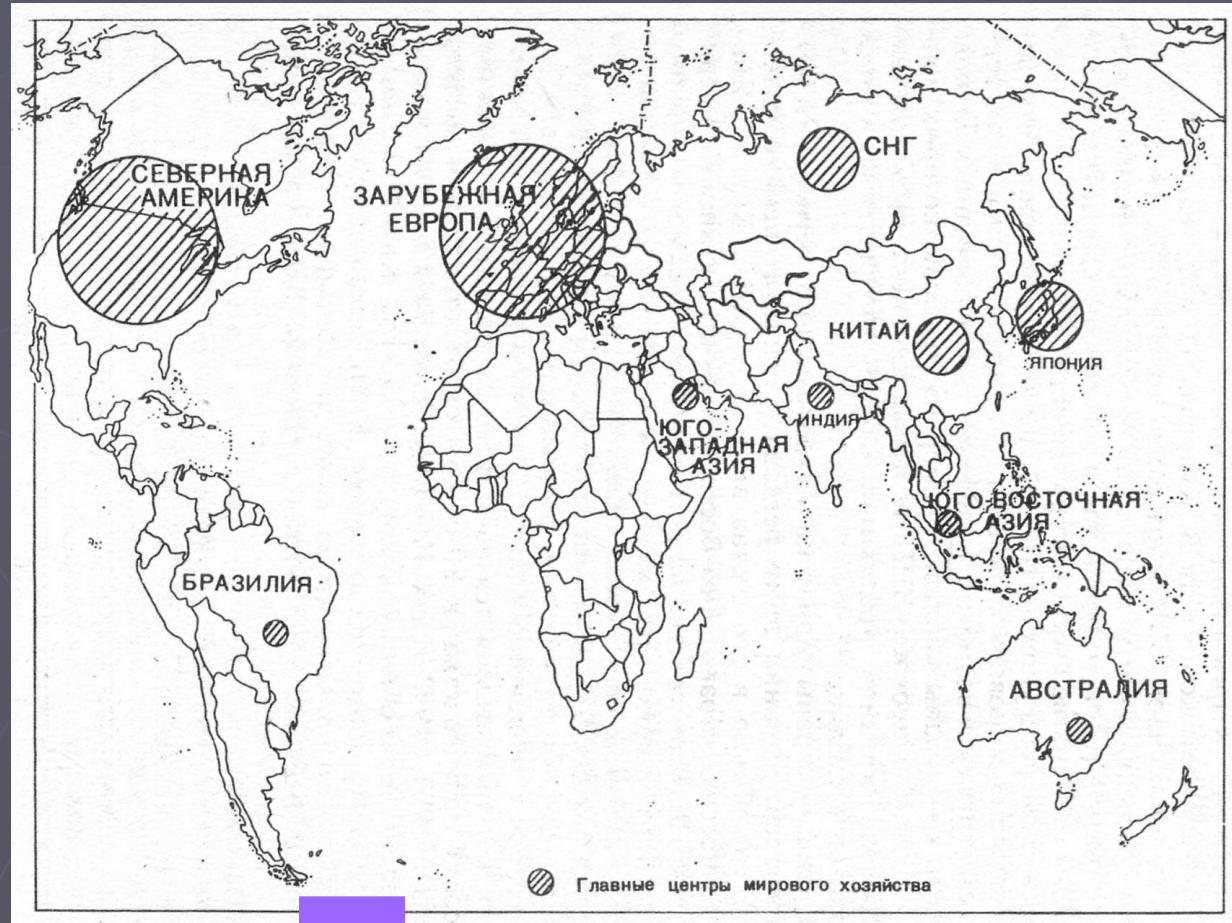 СЕВЕРНАЯ
АМЕРИКА
ЗАРУБЕЖНАЯ
ЕВРОПА
СНГ
КИТАЙ
ЯПОНИЯ
ИНДИЯ
ЮГО-
ЗАПАДНАЯ
АЗИЯ
ЮГО-ВОСТОЧНАЯ
АЗИЯ
БРАЗИЛИЯ
АВСТРАЛИЯ
Главные центры мирового хозяйства